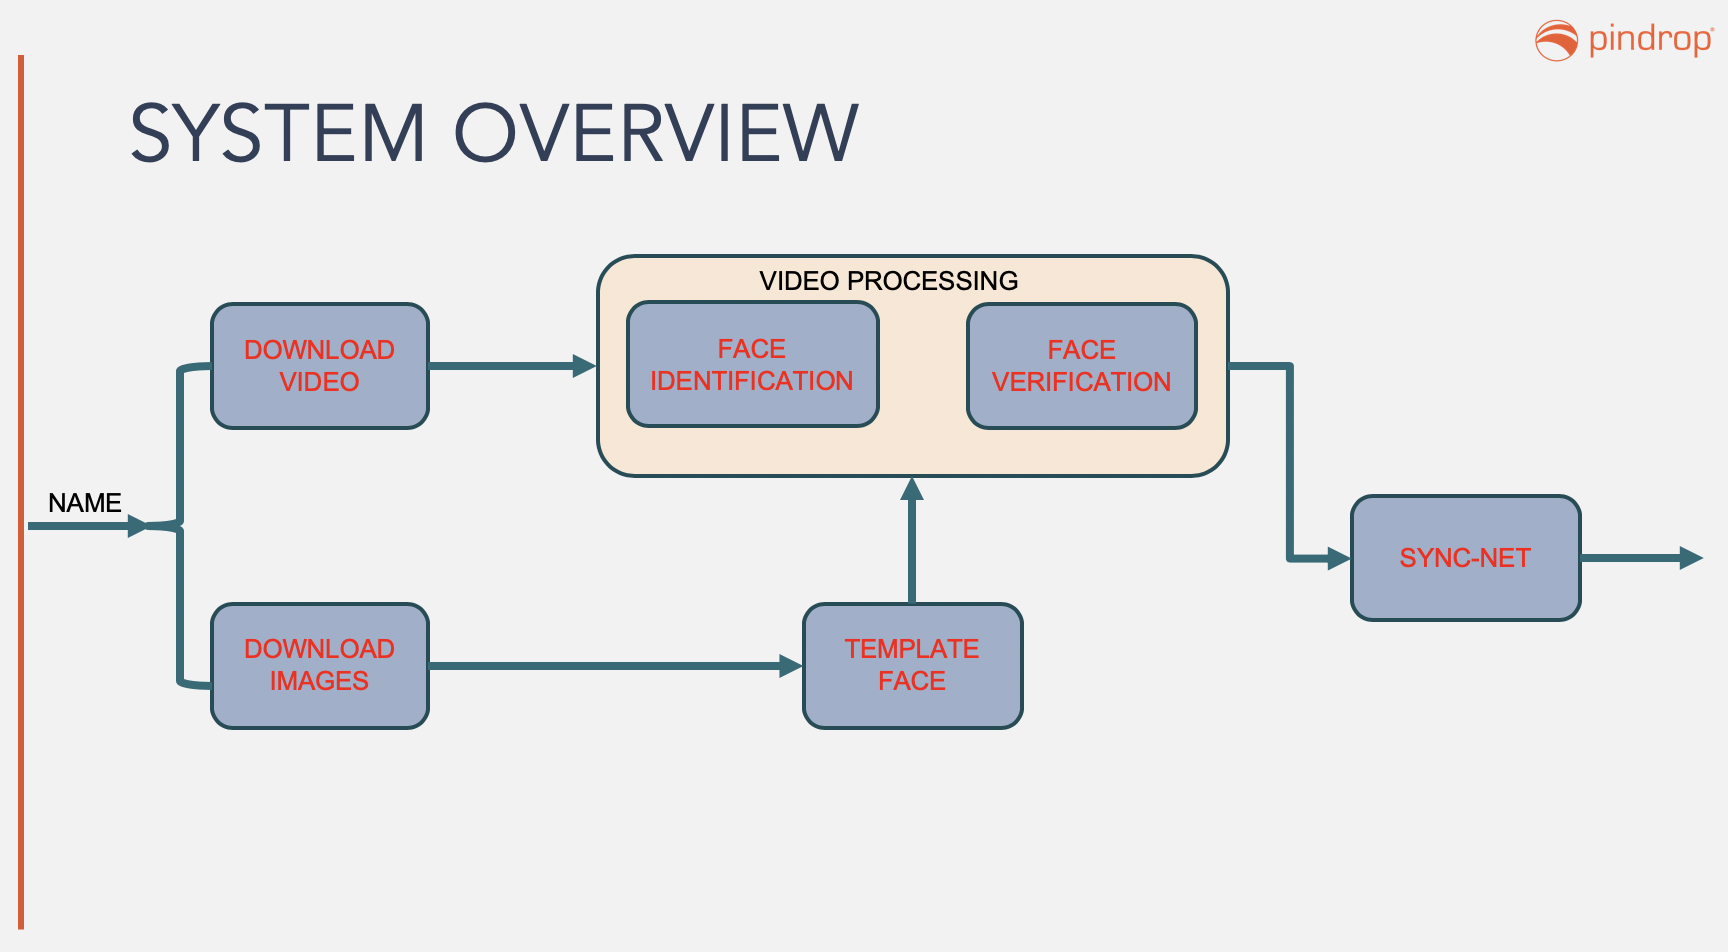 pindrop®
SYSTEM OVERVIEW
VIDEO PROCESSING
DOWNLOAD
VIDEO
FACE
IDENTIFICATION
FACE
VERIFICATION
NAME
SYNC-NET
DOWNLOAD
IMAGES
TEMPLATE
FACE